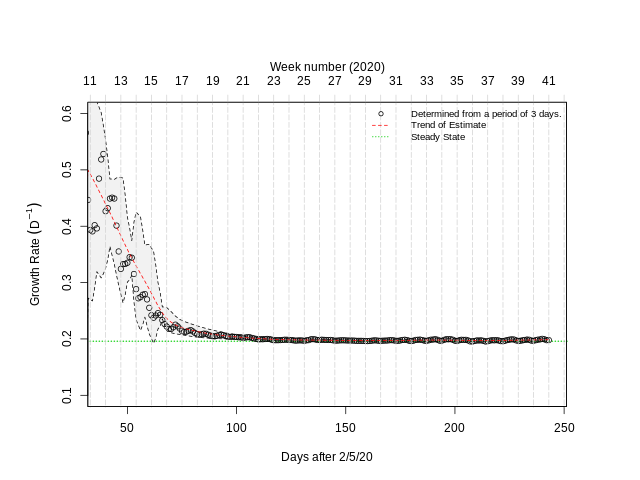 Week number (2020)
11 13 15 17 19 21 23 25 27 29 31 33 35 37 39 41
Determined from a period of 3 days.
Trend of Estimate
Steady State
Growth Rate (D⁻¹)
0.6
0.5
0.4
0.3
0.2
0.1
50 100 150 200 250
Days after 2/5/20